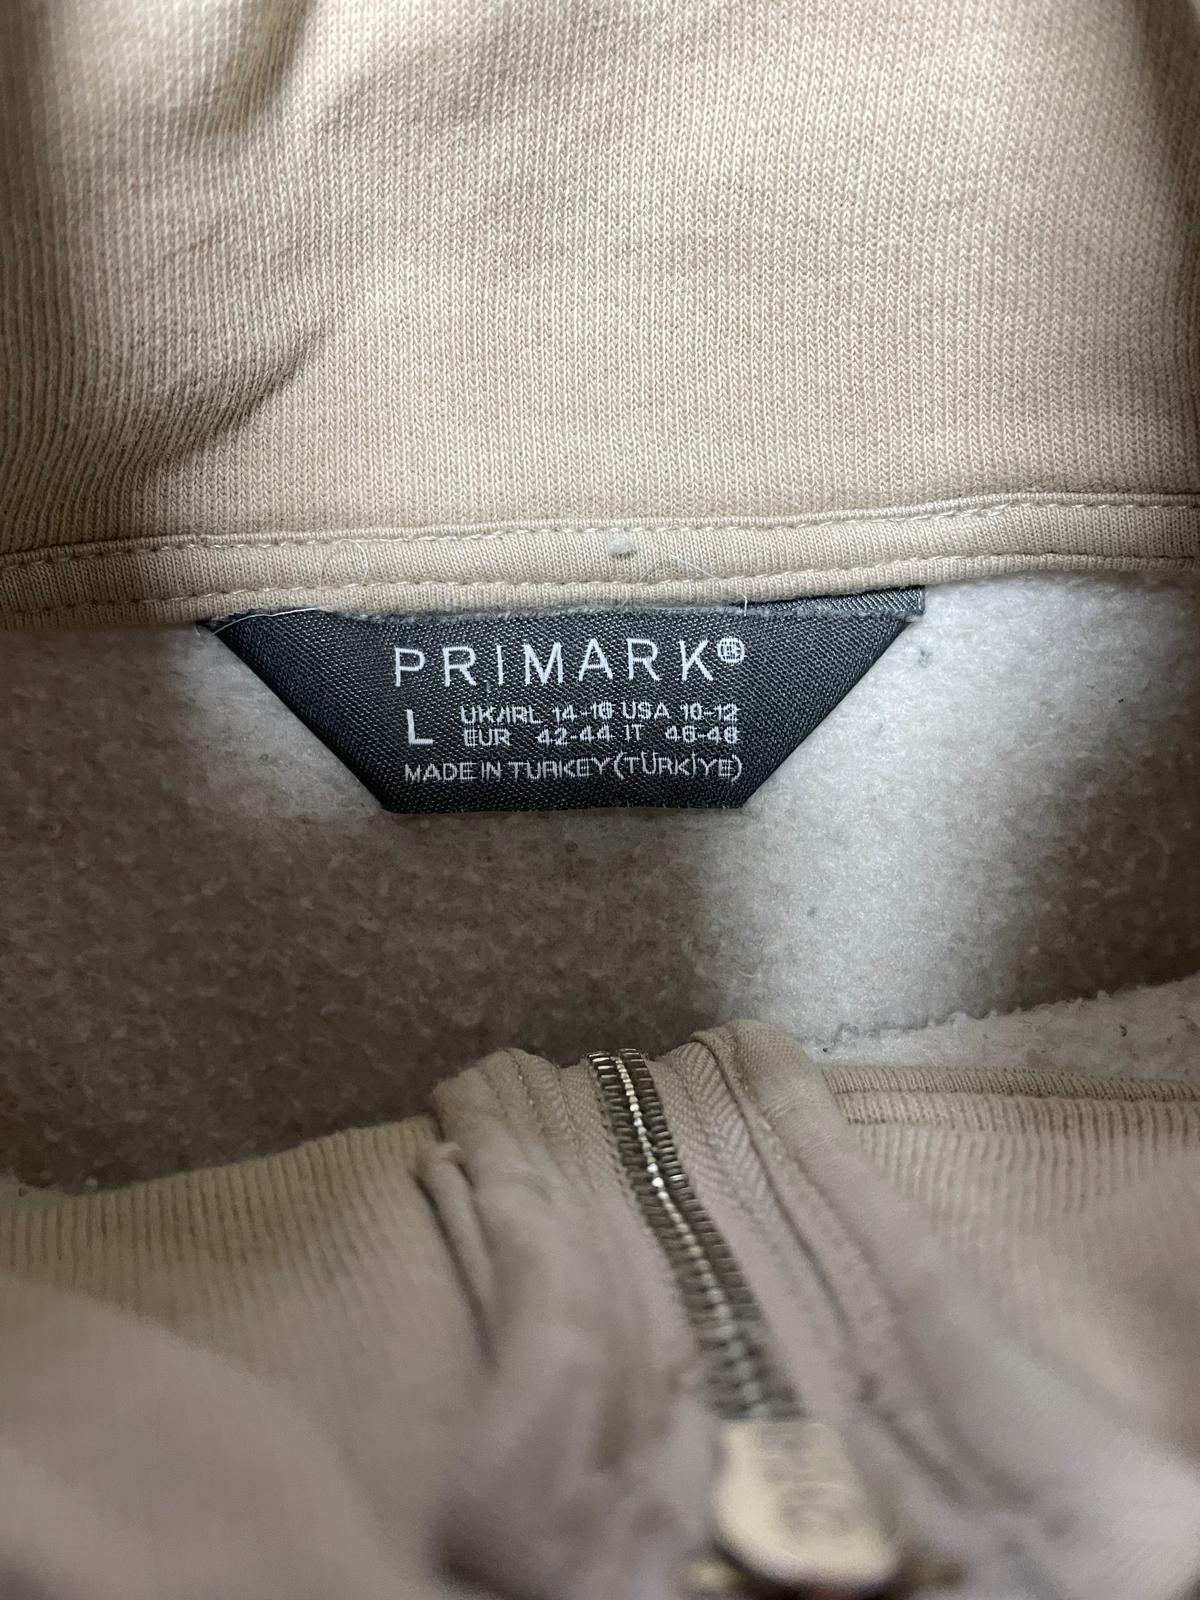 PRIMARK®
L UK/IRL 14-16 USA 10-12
EUR 42-44 IT 46-48
MADE IN TURKEY(TÜRKİYE)